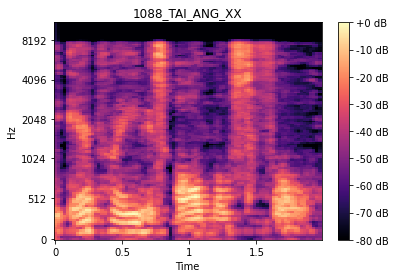 1088_TAI_ANG_XX
8192
4096
2048
1024
512
0
Hz
0
0.5
1
1.5
Time
+0 dB
-10 dB
-20 dB
-30 dB
-40 dB
-50 dB
-60 dB
-70 dB
-80 dB